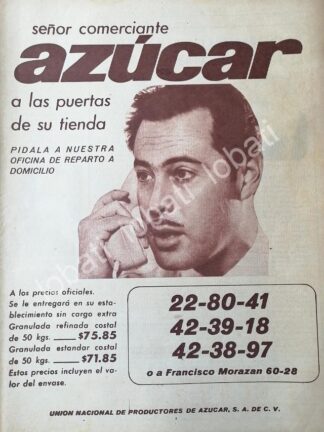 señor comerciante
azúcar
a las puertas
de su tienda
PIDALA A NUESTRA
OFICINA DE REPARTO A
DOMICILIO
A los precios oficiales.
Se le entregará en su esta-
blecimiento sin cargo extra
Granulada refinada costal
de 50 kgs. $75.85
Granulada estandar costal
de 50 kgs. $71.85
Estos precios incluyen el va-
lor del envase.
22-80-41
42-39-18
42-38-97
o a Francisco Morazan 60-28
UNION NACIONAL DE PRODUCTORES DE AZUCAR, S. A. DE C. V.